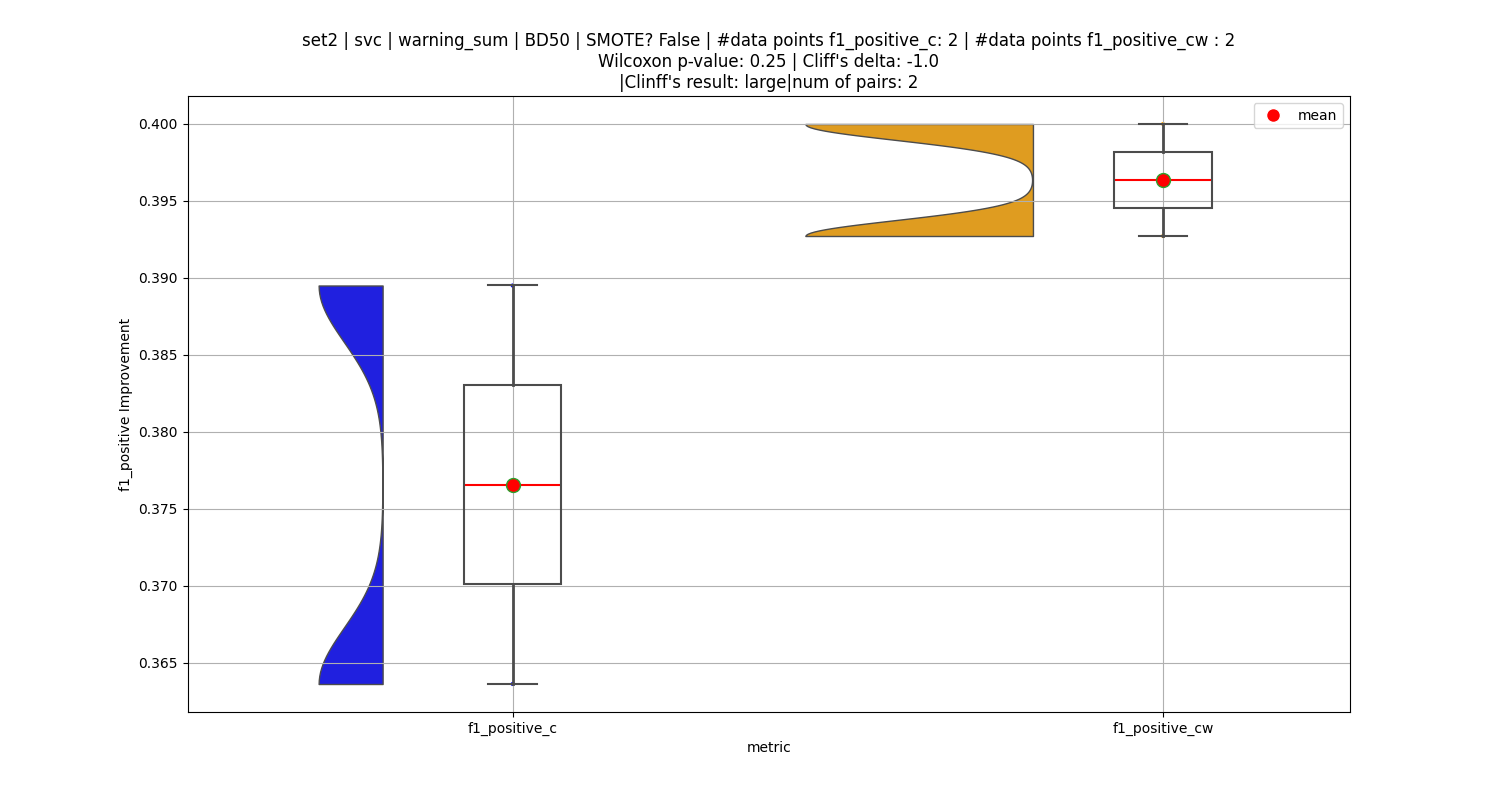 set2 | svc | warning_sum | BD50 | SMOTE? False | #data points f1_positive_c: 2 | #data points f1_positive_cw : 2
Wilcoxon p-value: 0.25 | Cliff's delta: -1.0
|Clinff's result: large|num of pairs: 2
mean
0.400
0.395
0.390
0.385
0.380
0.375
0.370
0.365
f1_positive Improvement
f1_positive_c
f1_positive_cw
metric